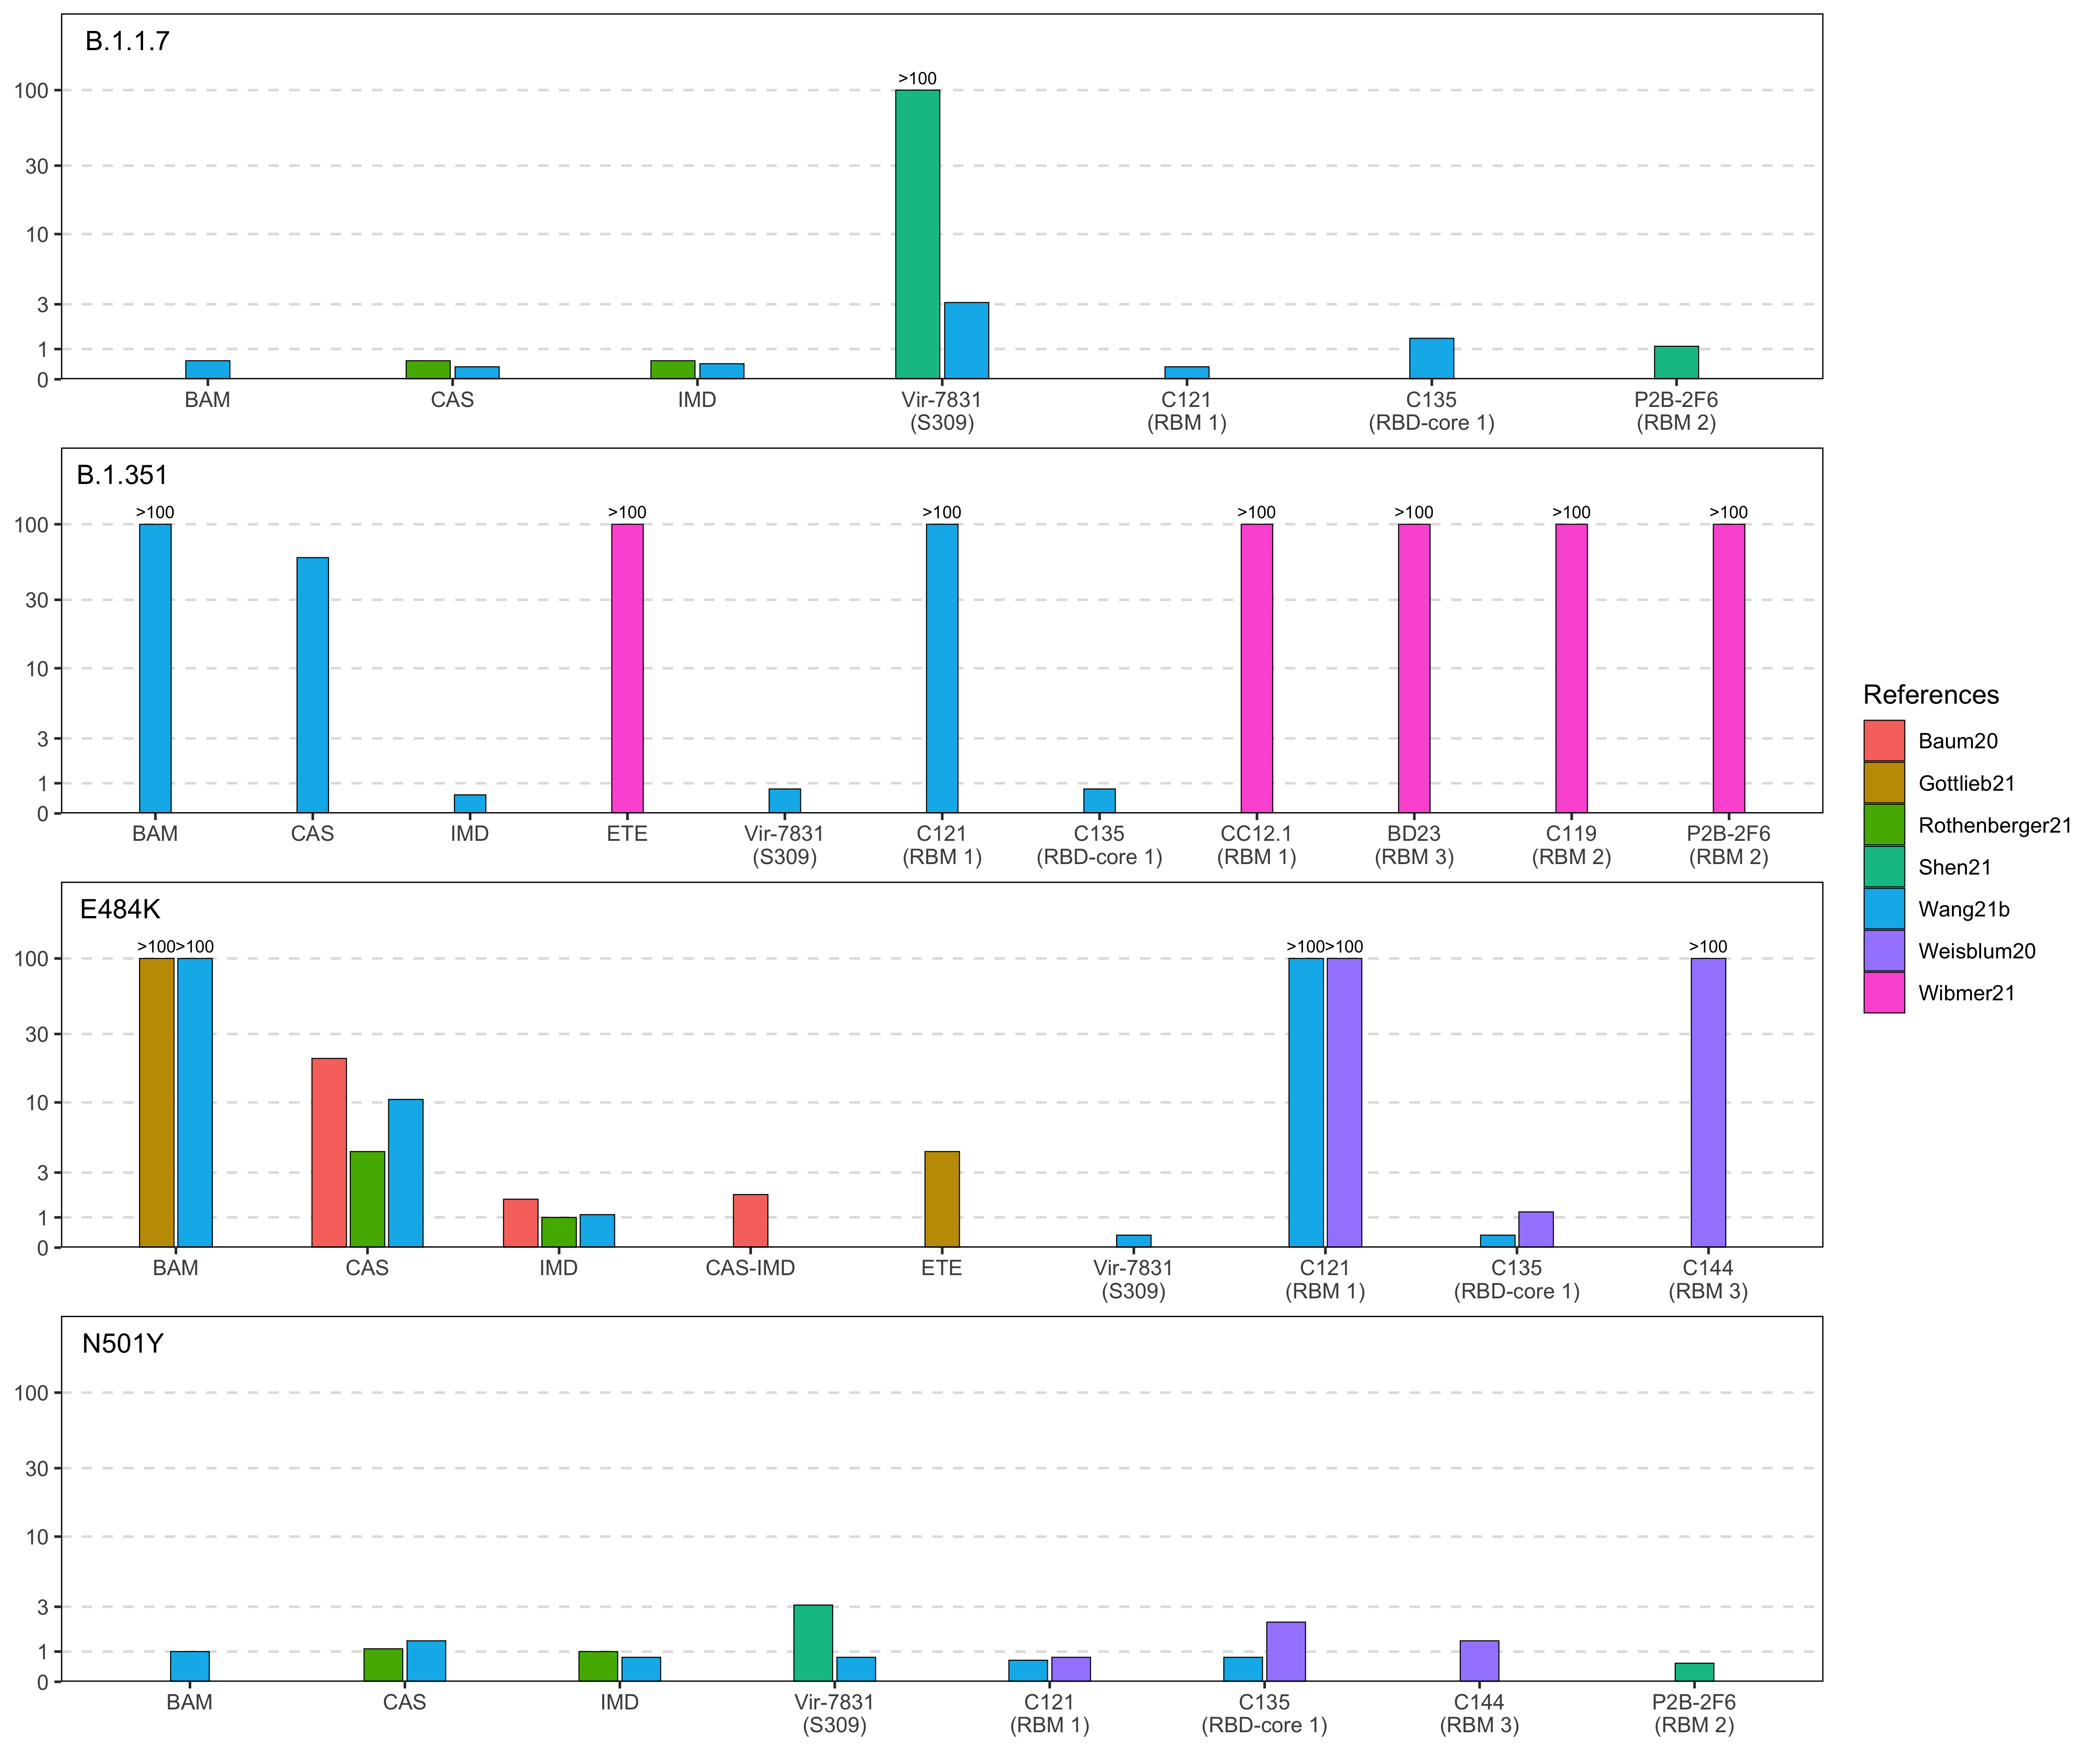 B.1.1.7
>100
100
30
10
3
1
0
BAM
CAS
IMD
Vir-7831
(S309)
C121
(RBM 1)
C135
(RBD-core 1)
P2B-2F6
(RBM 2)
B.1.351
>100
>100
>100
>100
>100
>100
>100
100
30
10
3
1
0
BAM
CAS
IMD
ETE
Vir-7831
(S309)
C121
(RBM 1)
C135
(RBD-core 1)
CC12.1
(RBM 1)
BD23
(RBM 3)
C119
(RBM 2)
P2B-2F6
(RBM 2)
E484K
>100
>100
>100
>100
>100
100
30
10
3
1
0
BAM
CAS
IMD
CAS-IMD
ETE
Vir-7831
(S309)
C121
(RBM 1)
C135
(RBD-core 1)
C144
(RBM 3)
N501Y
100
30
10
3
1
0
BAM
CAS
IMD
Vir-7831
(S309)
C121
(RBM 1)
C135
(RBD-core 1)
C144
(RBM 3)
P2B-2F6
(RBM 2)
References
Baum20
Gottlieb21
Rothenberger21
Shen21
Wang21b
Weisblum20
Wibmer21